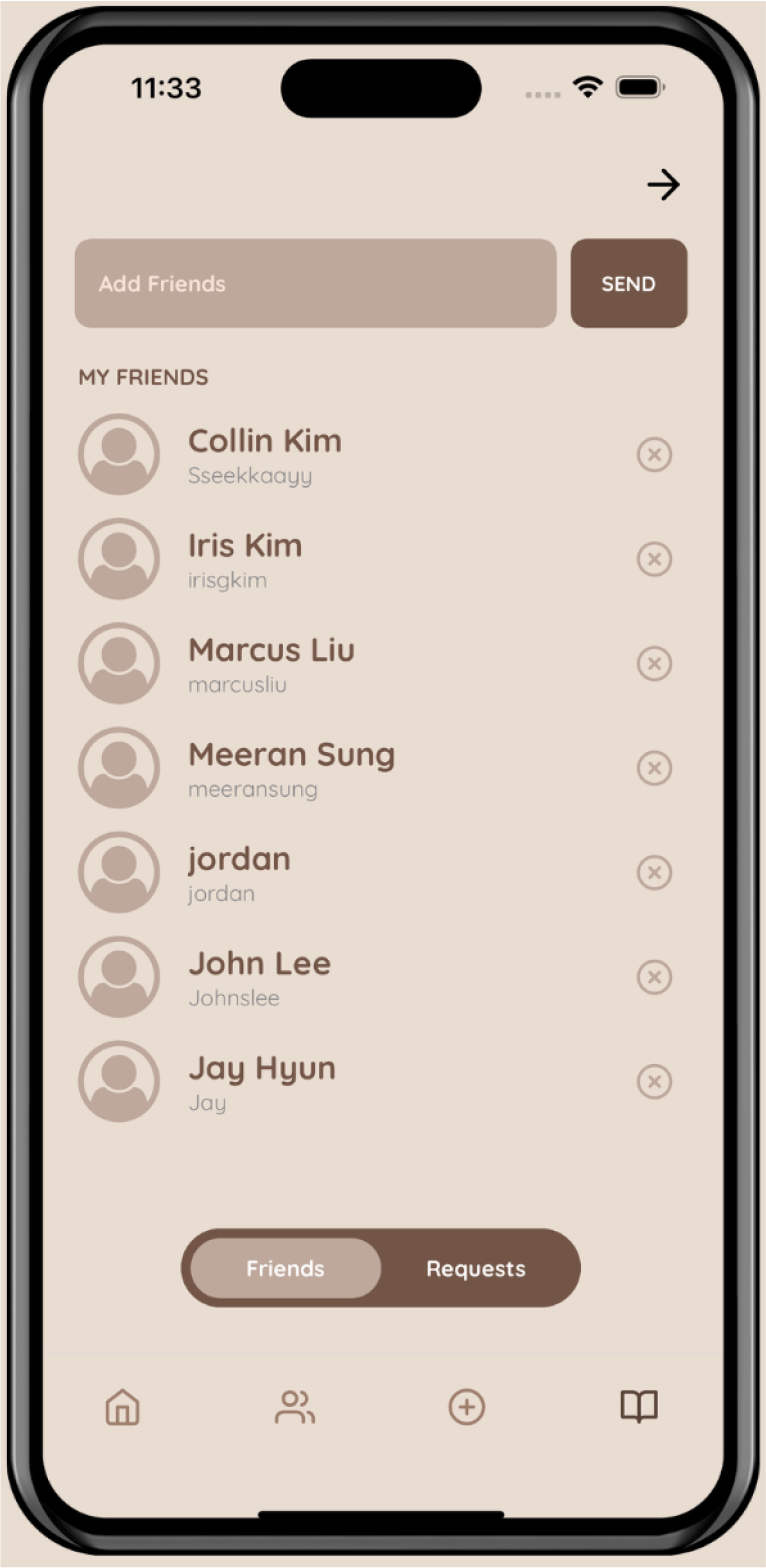 11:33
Add Friends
SEND
MY FRIENDS
Collin Kim
Sseekkaayy
Iris Kim
irisgkim
Marcus Liu
marcusliu
Meeran Sung
meeransung
jordan
jordan
John Lee
Johnslee
Jay Hyun
Jay
Friends
Requests